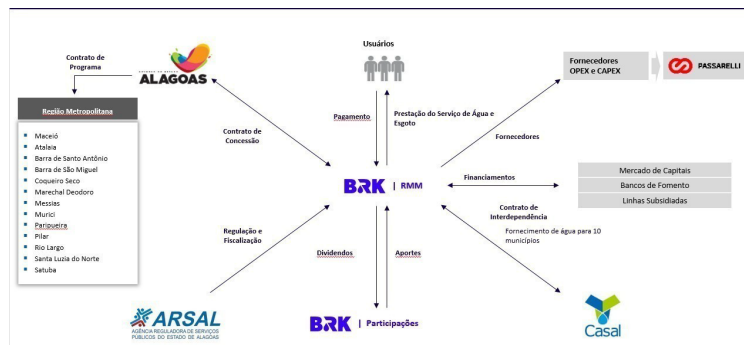 Contrato de
Programa
GOVERNO DO ESTADO
ALAGOAS
Região Metropolitana
Maceió
Atalaia
Barra de Santo Antônio
Barra de São Miguel
Coqueiro Seco
Marechal Deodoro
Messias
Murici
Paripueira
Pilar
Rio Largo
Santa Luzia do Norte
Satuba
Usuários
Pagamento
Prestação do Serviço de Água e
Esgoto
Fornecedores
OPEX e CAPEX
PASSARELLI
Contrato de
Concessão
Fornecedores
BRK | RMM
Financiamentos
Mercado de Capitais
Bancos de Fomento
Linhas Subsidiadas
Contrato de
Interdependência
Fornecimento de água para 10
municípios
Regulação e
Fiscalização
Dividendos
Aportes
ARSAL
AGÊNCIA REGULADORA DE SERVIÇOS
PÚBLICOS DO ESTADO DE ALAGOAS
BRK | Participações
Casal